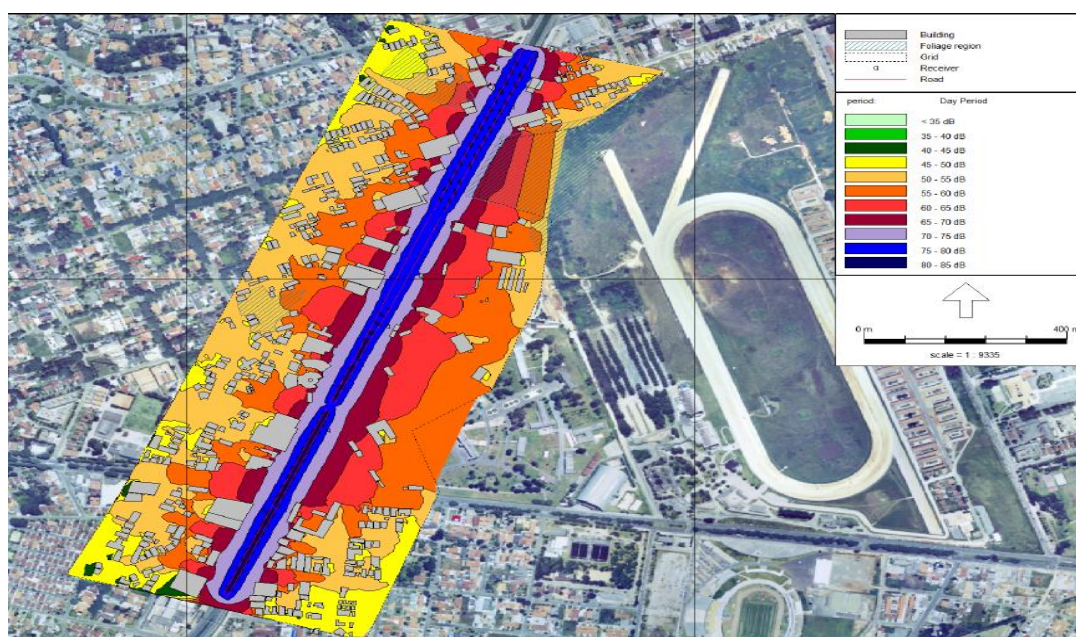 Building
Foliage region
Grid
Receiver
Road
period: Day Period
< 35 dB
35 - 40 dB
40 - 45 dB
45 - 50 dB
50 - 55 dB
55 - 60 dB
60 - 65 dB
65 - 70 dB
70 - 75 dB
75 - 80 dB
80 - 85 dB
0 m 400 m
scale = 1 : 9335